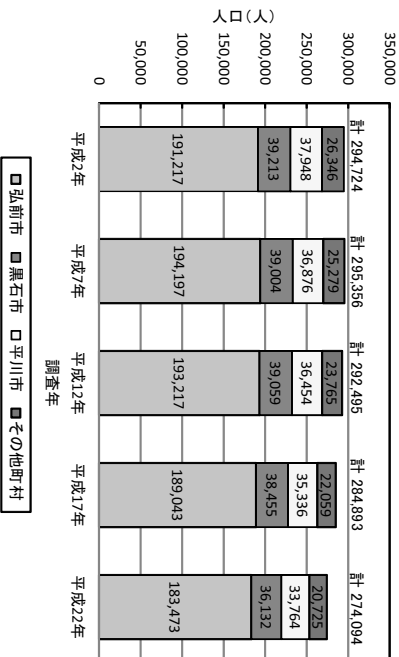 人口(人)
350,000
300,000
250,000
200,000
150,000
100,000
50,000
0
計 294,724
26,346
37,948
39,213
191,217
平成2年
計 295,356
25,279
36,876
39,004
194,197
平成7年
計 292,495
23,765
36,454
39,059
193,217
平成12年
計 284,893
22,059
35,336
38,455
189,043
平成17年
計 274,094
20,725
33,764
36,132
183,473
平成22年
調査年
弘前市 黒石市 平川市 その他町村